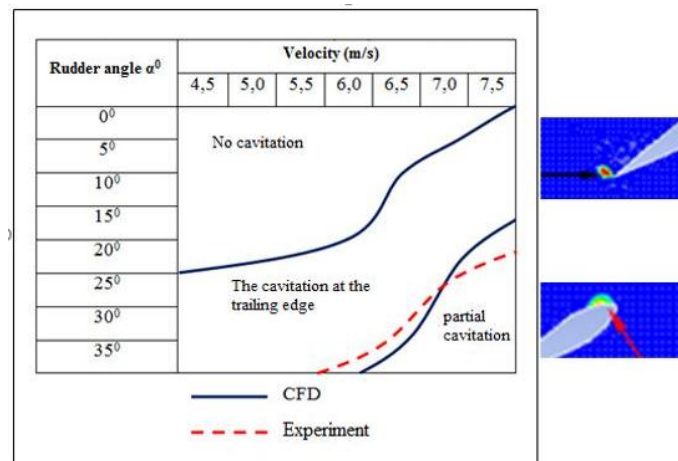 Rudder angle α⁰
Velocity (m/s)
4,5 5,0 5,5 6,0 6,5 7,0 7,5
0⁰
5⁰
10⁰
15⁰
20⁰
25⁰
30⁰
35⁰
No cavitation
The cavitation at the
trailing edge
partial
cavitation
CFD
Experiment